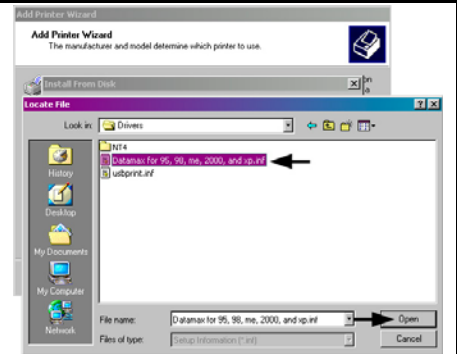 Add Printer Wizard
Add Printer Wizard
The manufacturer and model determine which printer to use.
Install From Disk
Locate File
Look in:
Drivers
NT4
Datamax for 95, 98, me, 2000, and xp.inf
usbprint.inf
History
Desktop
My Documents
My Computer
Network
File name:
Datamax for 95, 98, me, 2000, and xp.inf
Open
Files of type:
Setup Information (*.inf)
Cancel